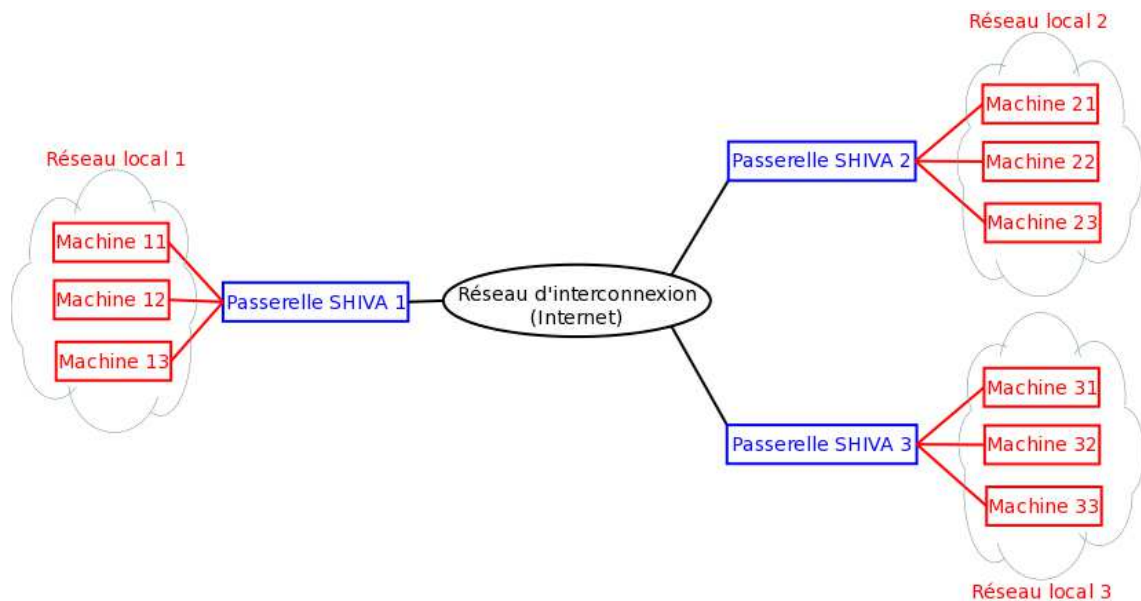 Réseau local 1
Machine 11
Machine 12
Machine 13
Passerelle SHIVA 1
Réseau d'interconnexion
(Internet)
Réseau local 2
Passerelle SHIVA 2
Machine 21
Machine 22
Machine 23
Passerelle SHIVA 3
Machine 31
Machine 32
Machine 33
Réseau local 3